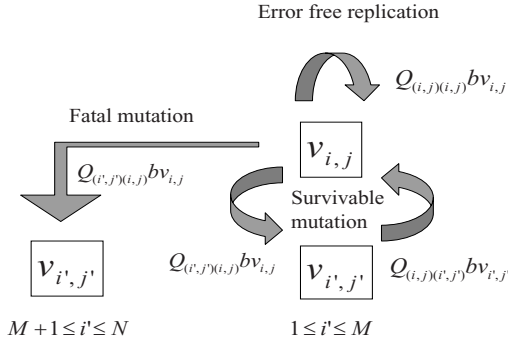 Error free replication
Q_{(i,j)(i,j)}bv_{i,j}
Fatal mutation
v_{i,j}
Q_{(i',j')(i,j)}bv_{i,j}
Survivable
mutation
v_{i',j'}
Q_{(i',j')(i,j)}bv_{i,j}
v_{i',j'}
Q_{(i,j)(i',j')}bv_{i',j'}
M+1≤i'≤N
1≤i'≤M